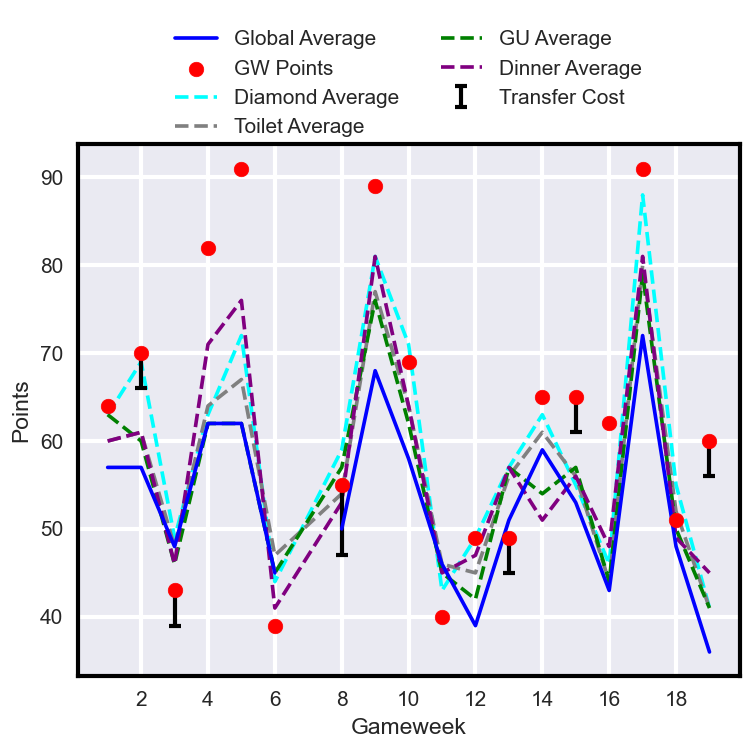 Global Average
GW Points
Diamond Average
Toilet Average
GU Average
Dinner Average
Transfer Cost
90
80
70
60
50
40
Points
2 4 6 8 10 12 14 16 18
Gameweek